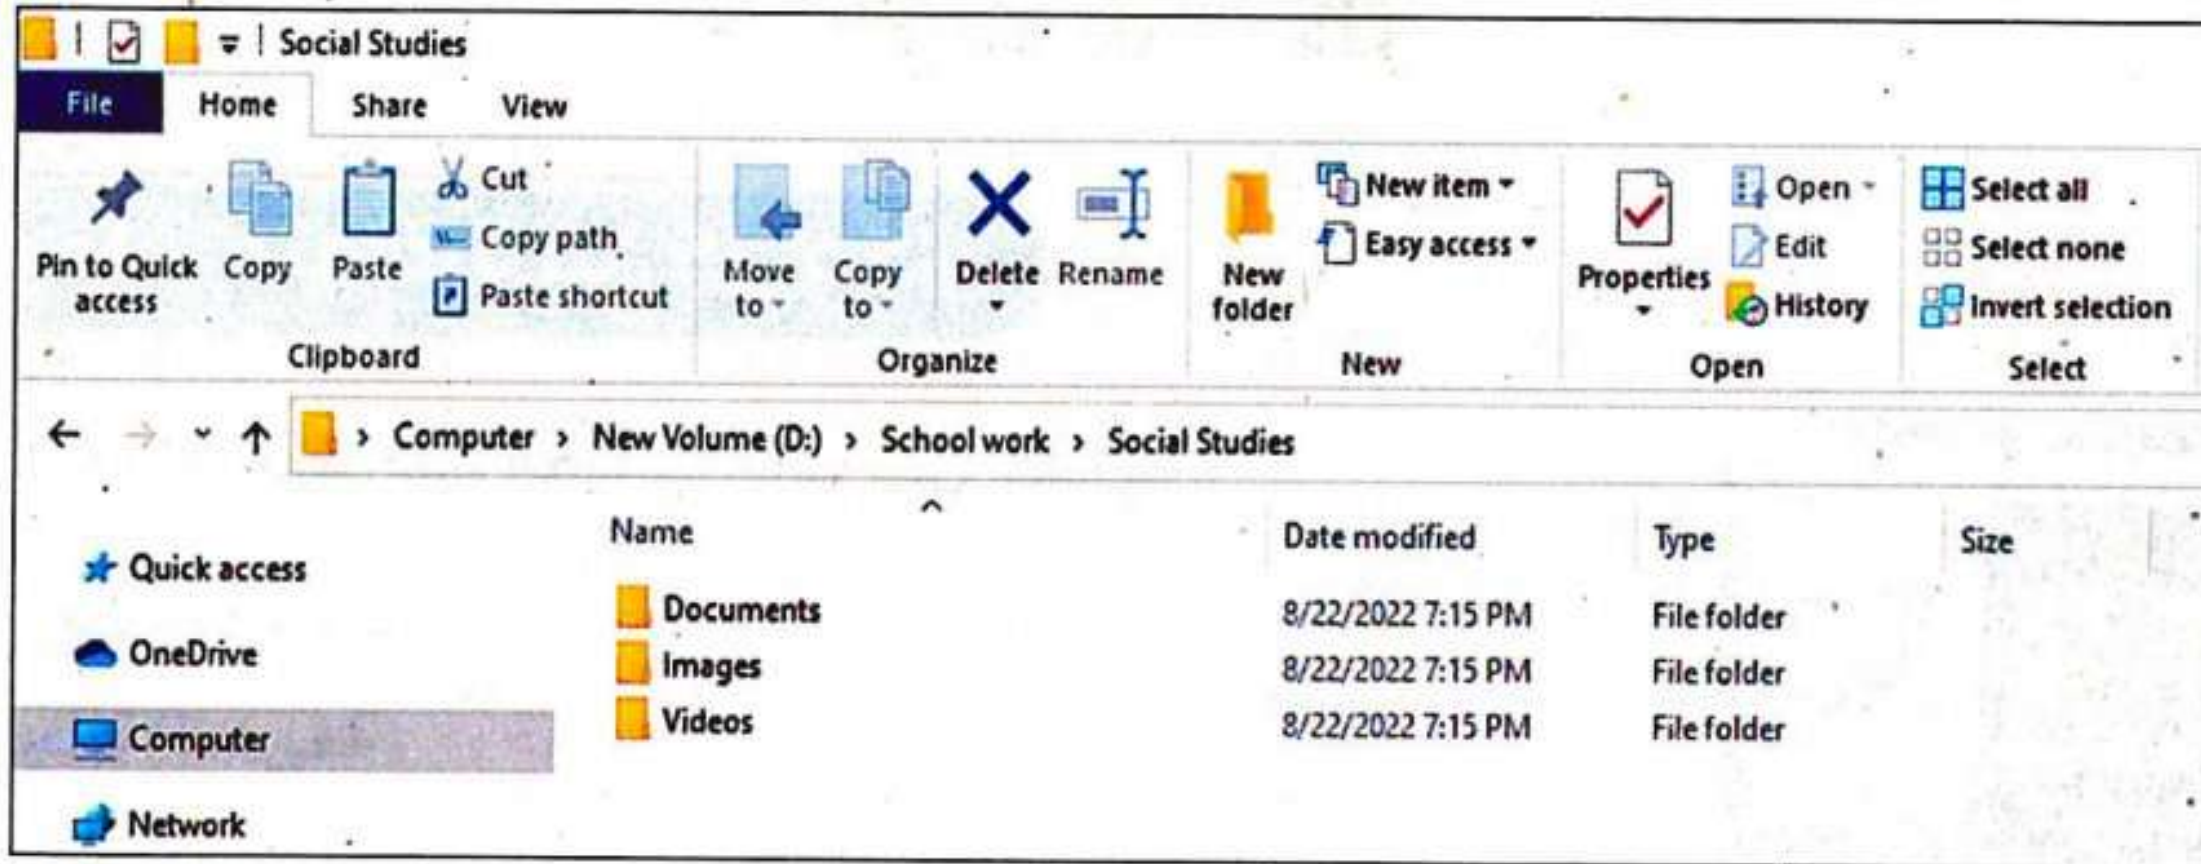 Social Studies
File Home Share View
Pin to Quick access
Copy
Paste
Cut
Copy path
Paste shortcut
Clipboard
Move to
Copy to
Delete
Rename
Organize
New folder
New item
Easy access
New
Properties
Open
Edit
History
Open
Select all
Select none
Invert selection
Select
Computer > New Volume (D:) > School work > Social Studies
Name Date modified Type Size
Quick access
OneDrive
Computer
Network
Documents 8/22/2022 7:15 PM File folder
Images 8/22/2022 7:15 PM File folder
Videos 8/22/2022 7:15 PM File folder